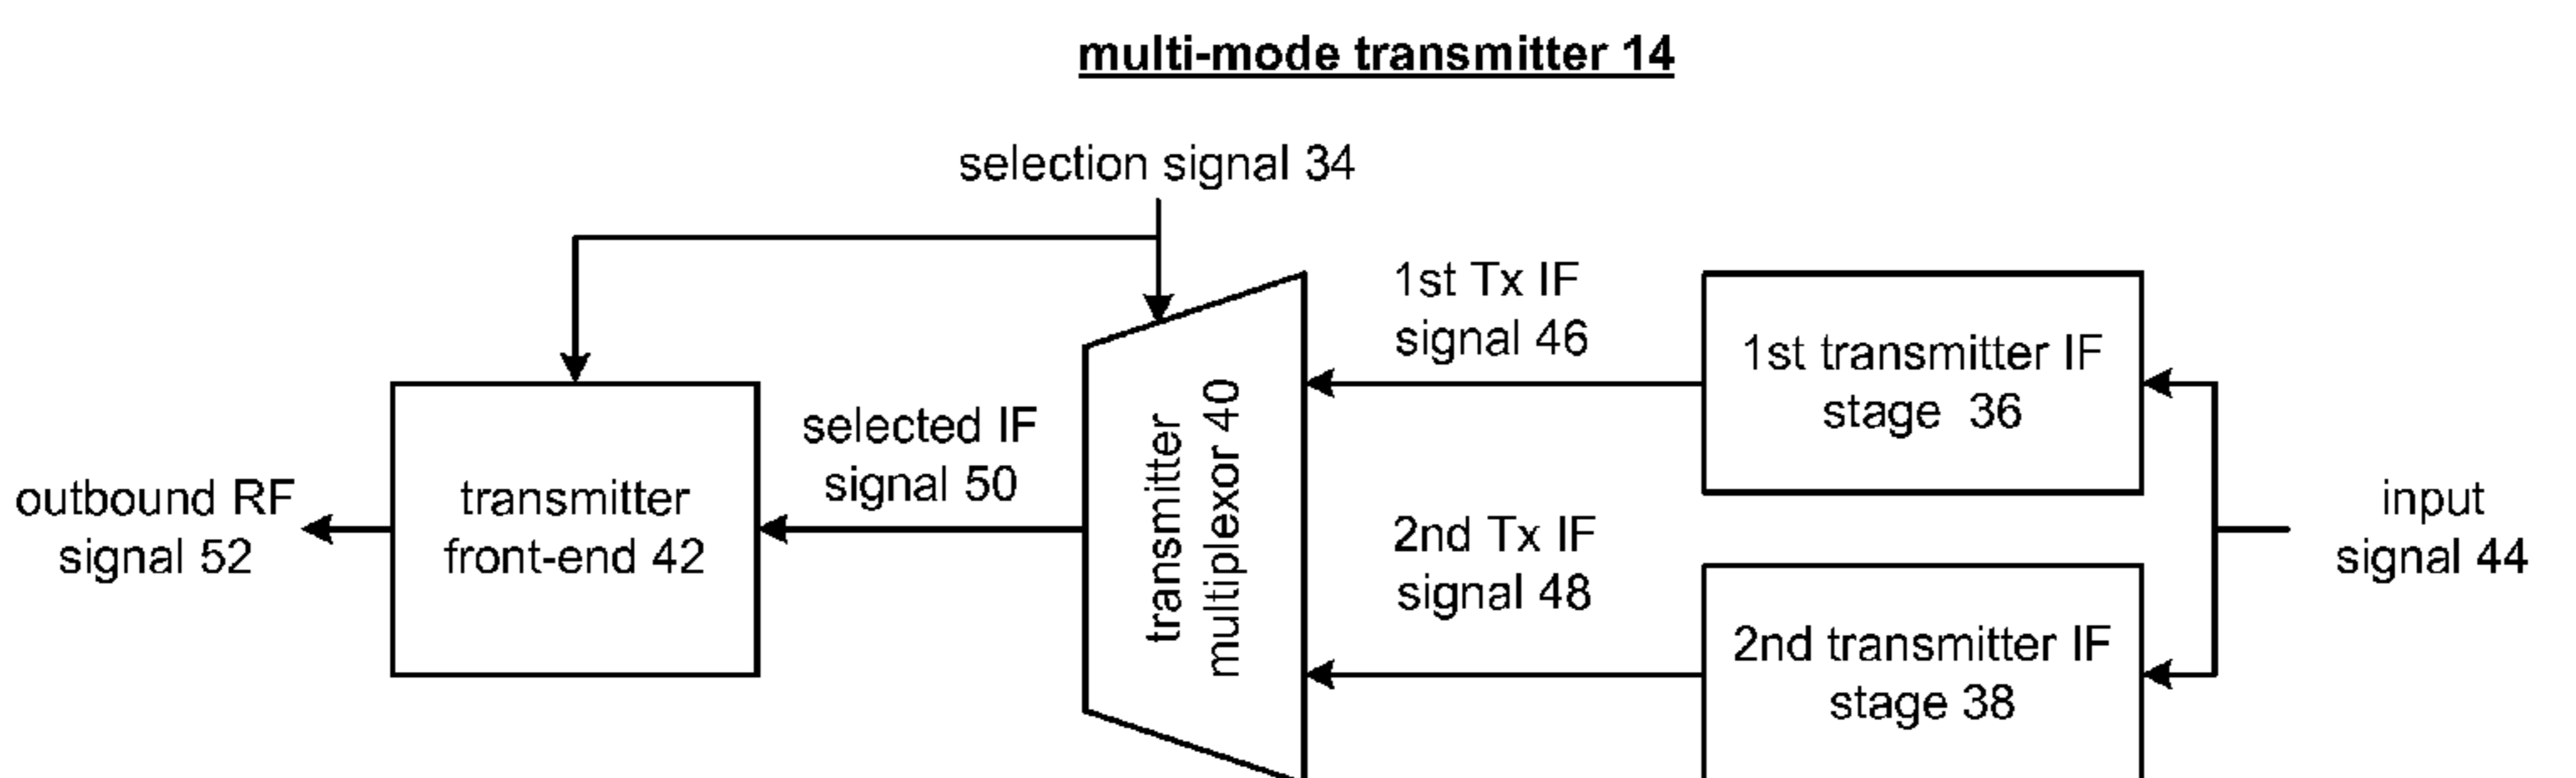 multi-mode transmitter 14
selection signal 34
1st Tx IF
signal 46
1st transmitter IF
stage 36
selected IF
signal 50
transmitter
multiplexor 40
outbound RF
signal 52
transmitter
front-end 42
input
signal 44
2nd Tx IF
signal 48
2nd transmitter IF
stage 38